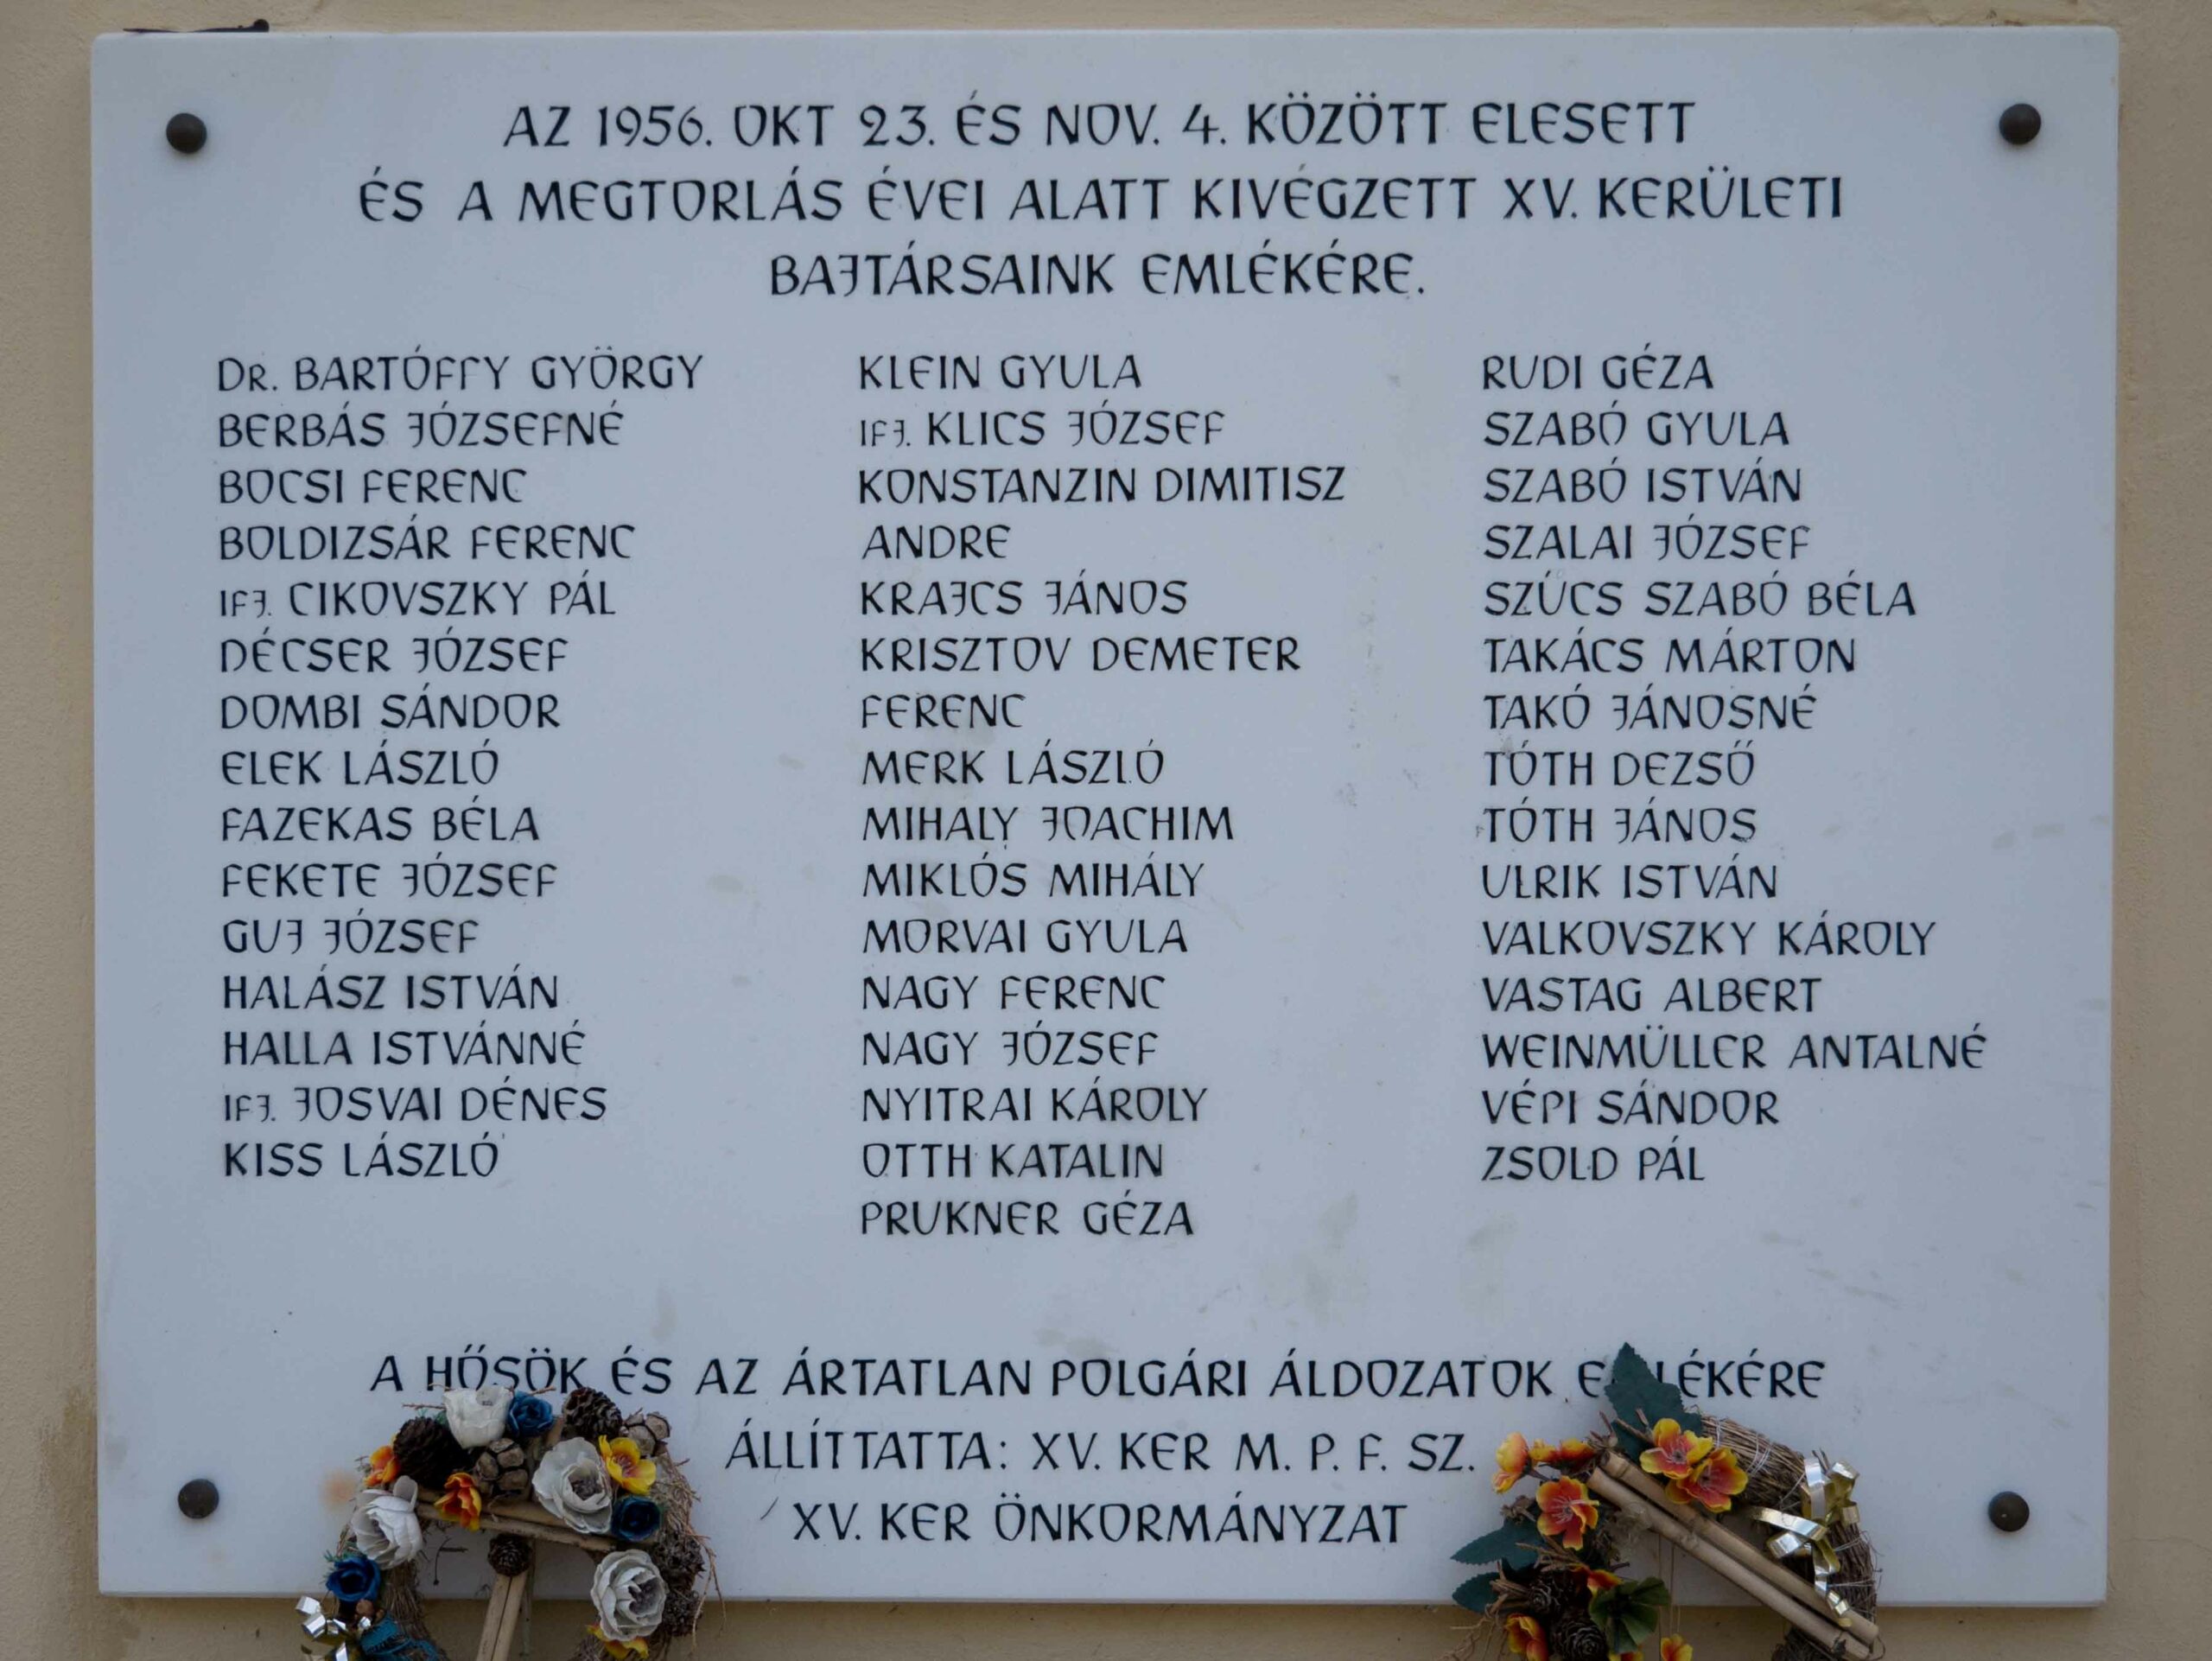 AZ 1956. OKT 23. ÉS NOV. 4. KÖZÖTT ELESETT
ÉS A MEGTORLÁS ÉVEI ALATT KIVÉGZETT XV. KERÜLETI
BAJTÁRSAINK EMLÉKÉRE.
DR. BARTÓFFY GYÖRGY
BERBÁS JÓZSEFNÉ
BOCSI FERENC
BOLDIZSÁR FERENC
IFJ. CIKOVSZKY PÁL
DÉCSER JÓZSEF
DOMBI SÁNDOR
ELEK LÁSZLÓ
FAZEKAS BÉLA
FEKETE JÓZSEF
GUJ JÓZSEF
HALÁSZ ISTVÁN
HALLA ISTVÁNNÉ
IFJ. JOSVAI DÉNES
KISS LÁSZLÓ
KLEIN GYULA
IFJ. KLICS JÓZSEF
KONSTANZIN DIMITISZ
ANDRE
KRAJCS JÁNOS
KRISZTOV DEMETER
FERENC
MERK LÁSZLÓ
MIHALY JOACHIM
MIKLÓS MIHÁLY
MORVAI GYULA
NAGY FERENC
NAGY JÓZSEF
NYITRAI KÁROLY
OTTH KATALIN
PRUKNER GÉZA
RUDI GÉZA
SZABÓ GYULA
SZABÓ ISTVÁN
SZALAI JÓZSEF
SZÚCS SZABÓ BÉLA
TAKÁCS MÁRTON
TAKÓ JÁNOSNÉ
TÓTH DEZSŐ
TÓTH JÁNOS
ULRIK ISTVÁN
VALKOVSZKY KÁROLY
VASTAG ALBERT
WEINMÜLLER ANTALNÉ
VÉPI SÁNDOR
ZSOLD PÁL
A HŐSÖK ÉS AZ ÁRTATLAN POLGÁRI ÁLDOZATOK EMLÉKÉRE
ÁLLÍTTATTA: XV. KER M. P. F. SZ.
XV. KER ÖNKORMÁNYZAT